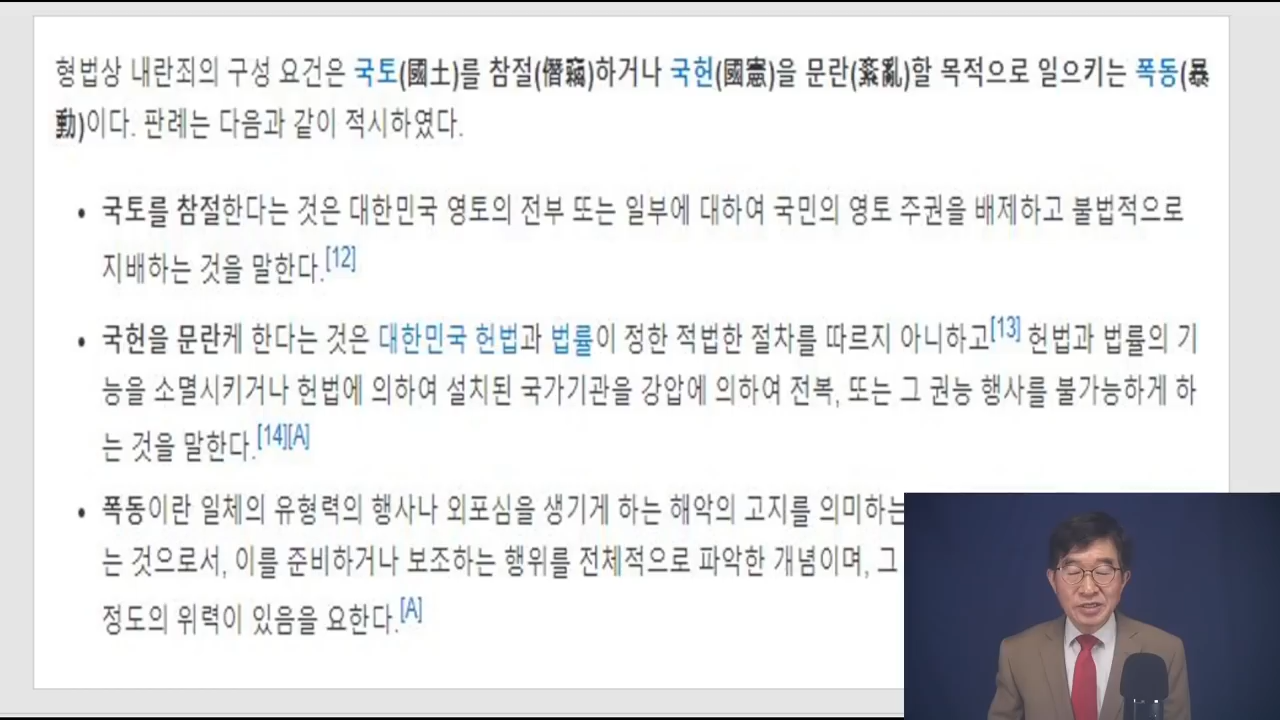 형법상 내란죄의 구성 요건은 국토(國土)를 참절(僭竊)하거나 국헌(國憲)을 문란(紊亂)할 목적으로 일으키는 폭동(暴
動)이다. 판례는 다음과 같이 적시하였다.
• 국토를 참절한다는 것은 대한민국 영토의 전부 또는 일부에 대하여 국민의 영토 주권을 배제하고 불법적으로
지배하는 것을 말한다.[12]
• 국헌을 문란케 한다는 것은 대한민국 헌법과 법률이 정한 적법한 절차를 따르지 아니하고[13] 헌법과 법률의 기
능을 소멸시키거나 헌법에 의하여 설치된 국가기관을 강압에 의하여 전복, 또는 그 권능 행사를 불가능하게 하
는 것을 말한다.[14][A]
• 폭동이란 일체의 유형력의 행사나 외포심을 생기게 하는 해악의 고지를 의미하는
는 것으로서, 이를 준비하거나 보조하는 행위를 전체적으로 파악한 개념이며, 그
정도의 위력이 있음을 요한다.[A]